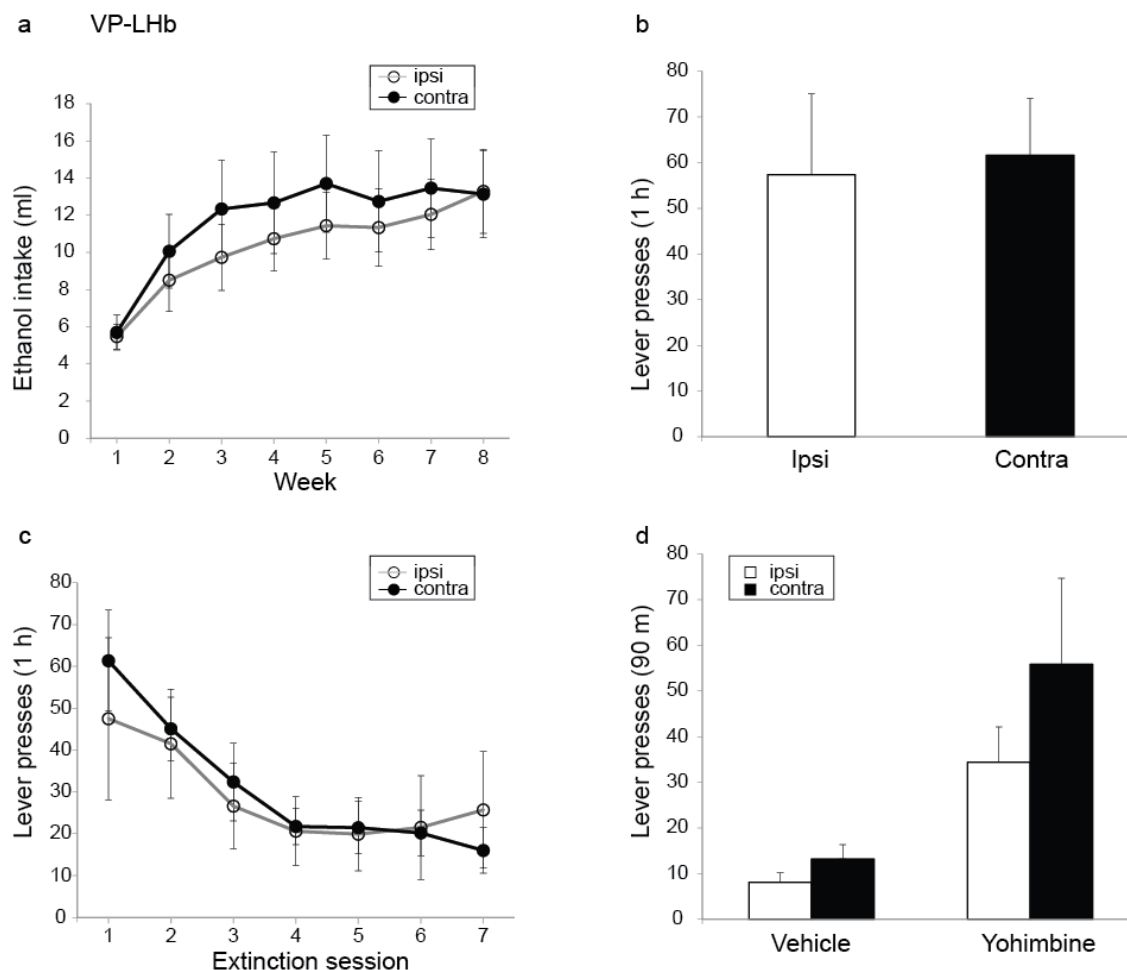 a VP-LHb
ipsi
contra
18
16
14
12
10
8
6
4
2
0
Ethanol intake (ml)
1 2 3 4 5 6 7 8
Week
b
80
70
60
50
40
30
20
10
0
Lever presses (1 h)
Ipsi Contra
c
ipsi
contra
80
70
60
50
40
30
20
10
0
Lever presses (1 h)
1 2 3 4 5 6 7
Extinction session
d
ipsi
contra
80
70
60
50
40
30
20
10
0
Lever presses (90 m)
Vehicle Yohimbine